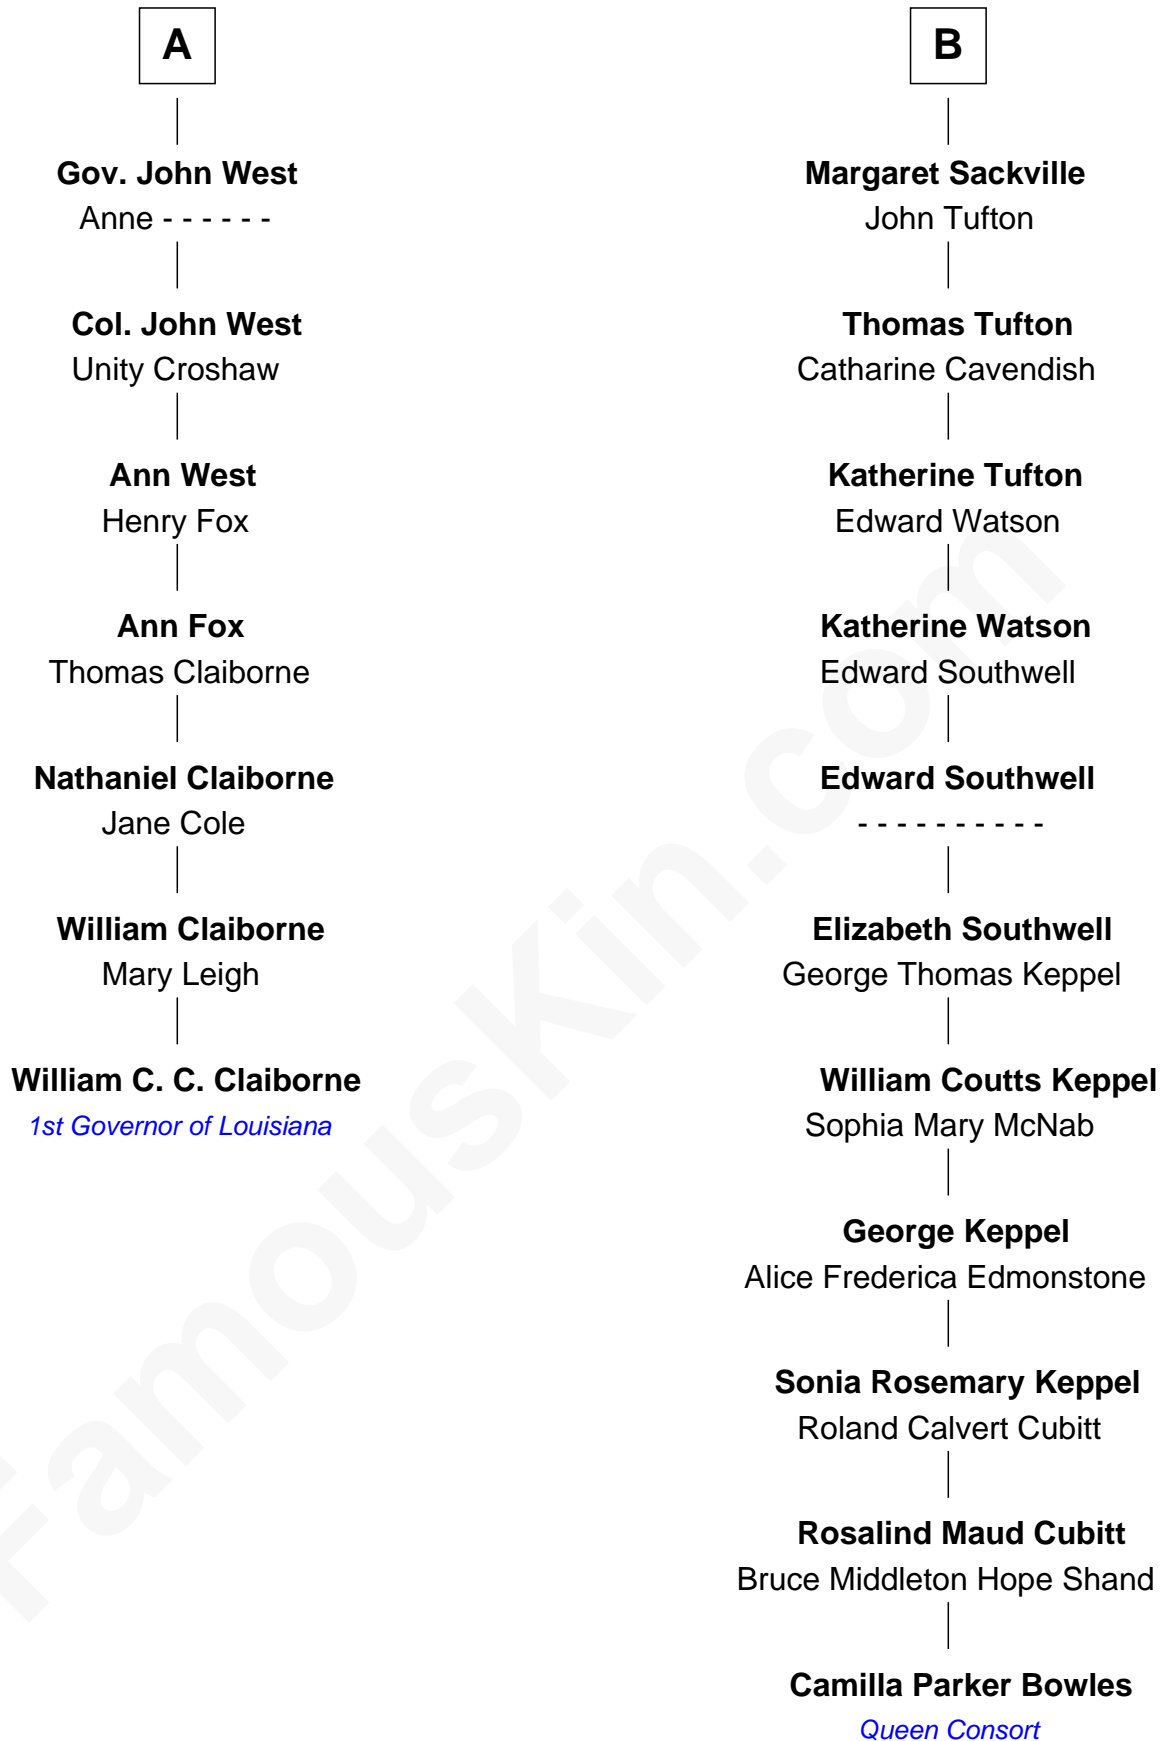 A
Gov. John West
Anne - - - - - -
Col. John West
Unity Croshaw
Ann West
Henry Fox
Ann Fox
Thomas Claiborne
Nathaniel Claiborne
Jane Cole
William Claiborne
Mary Leigh
William C. C. Claiborne
1st Governor of Louisiana
B
Margaret Sackville
John Tufton
Thomas Tufton
Catharine Cavendish
Katherine Tufton
Edward Watson
Katherine Watson
Edward Southwell
Edward Southwell
- - - - - - - - - -
Elizabeth Southwell
George Thomas Keppel
William Coutts Keppel
Sophia Mary McNab
George Keppel
Alice Frederica Edmonstone
Sonia Rosemary Keppel
Roland Calvert Cubitt
Rosalind Maud Cubitt
Bruce Middleton Hope Shand
Camilla Parker Bowles
Queen Consort
FamousKin.com